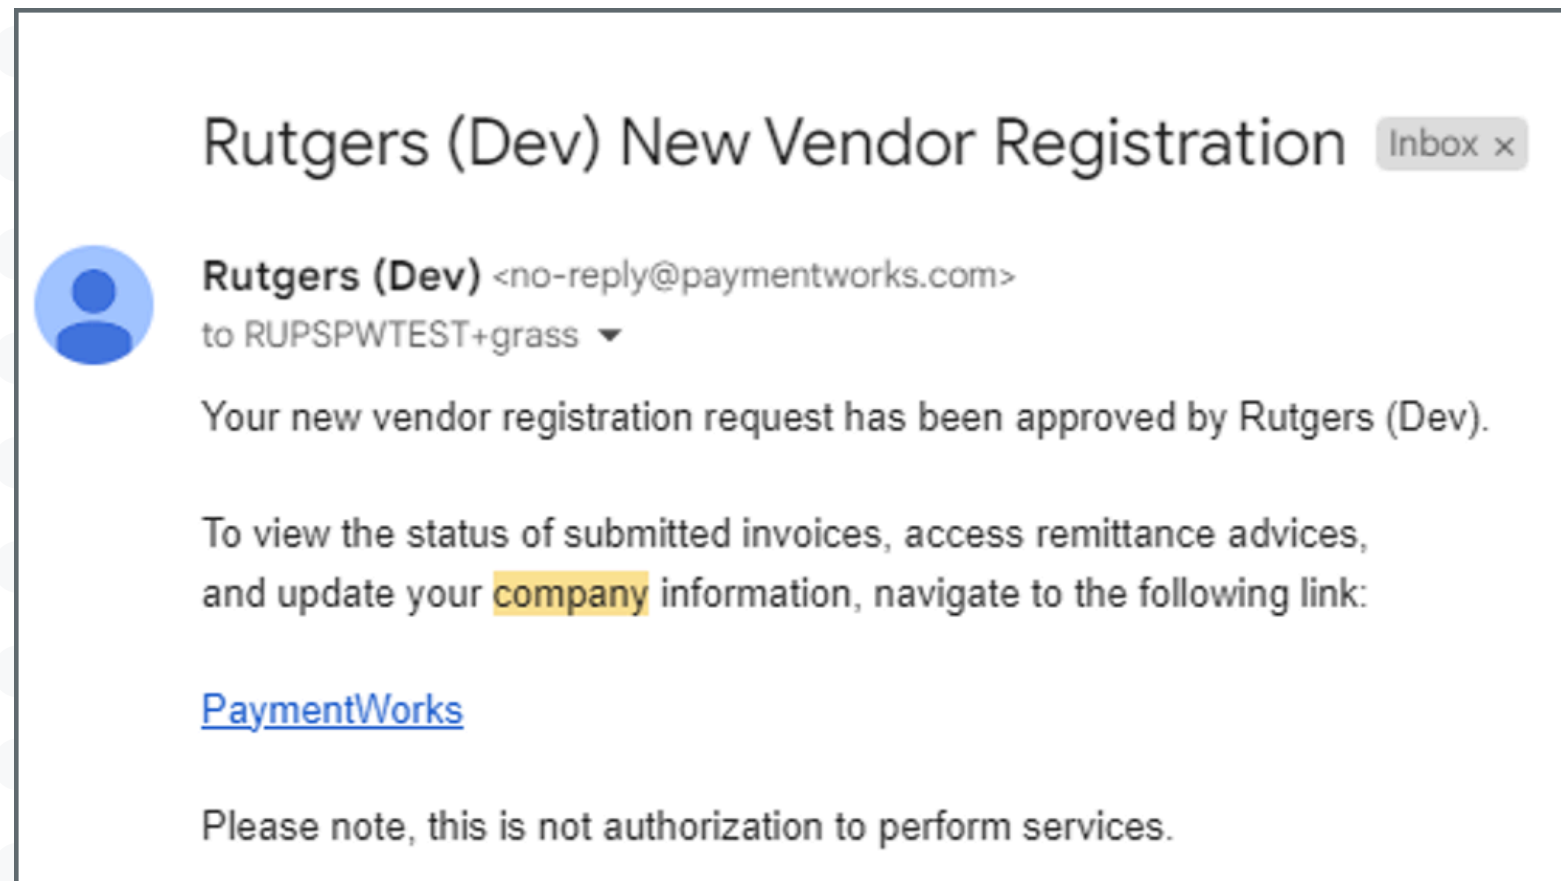 Rutgers (Dev) New Vendor Registration Inbox ×
Rutgers (Dev) <no-reply@paymentworks.com>
to RUPSPWTEST+grass
Your new vendor registration request has been approved by Rutgers (Dev).
To view the status of submitted invoices, access remittance advices,
and update your company information, navigate to the following link:
PaymentWorks
Please note, this is not authorization to perform services.